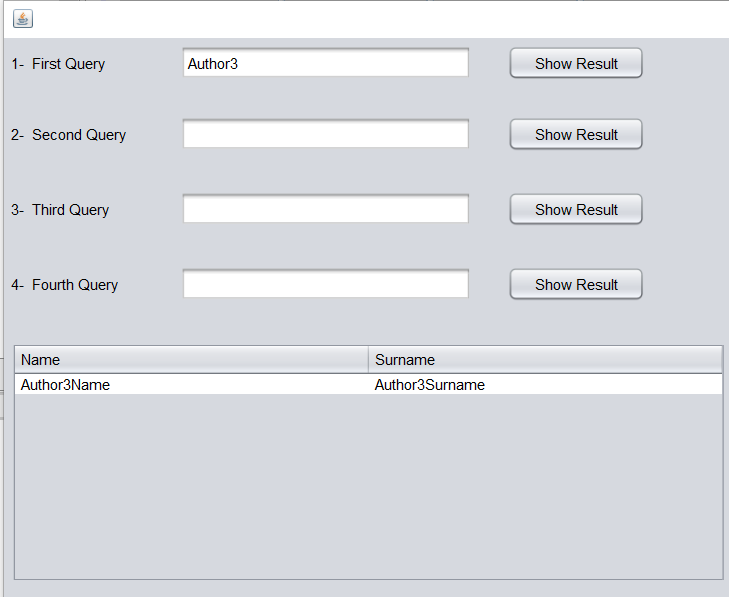 1- First Query Author3 Show Result
2- Second Query Show Result
3- Third Query Show Result
4- Fourth Query Show Result
Name Surname
Author3Name Author3Surname